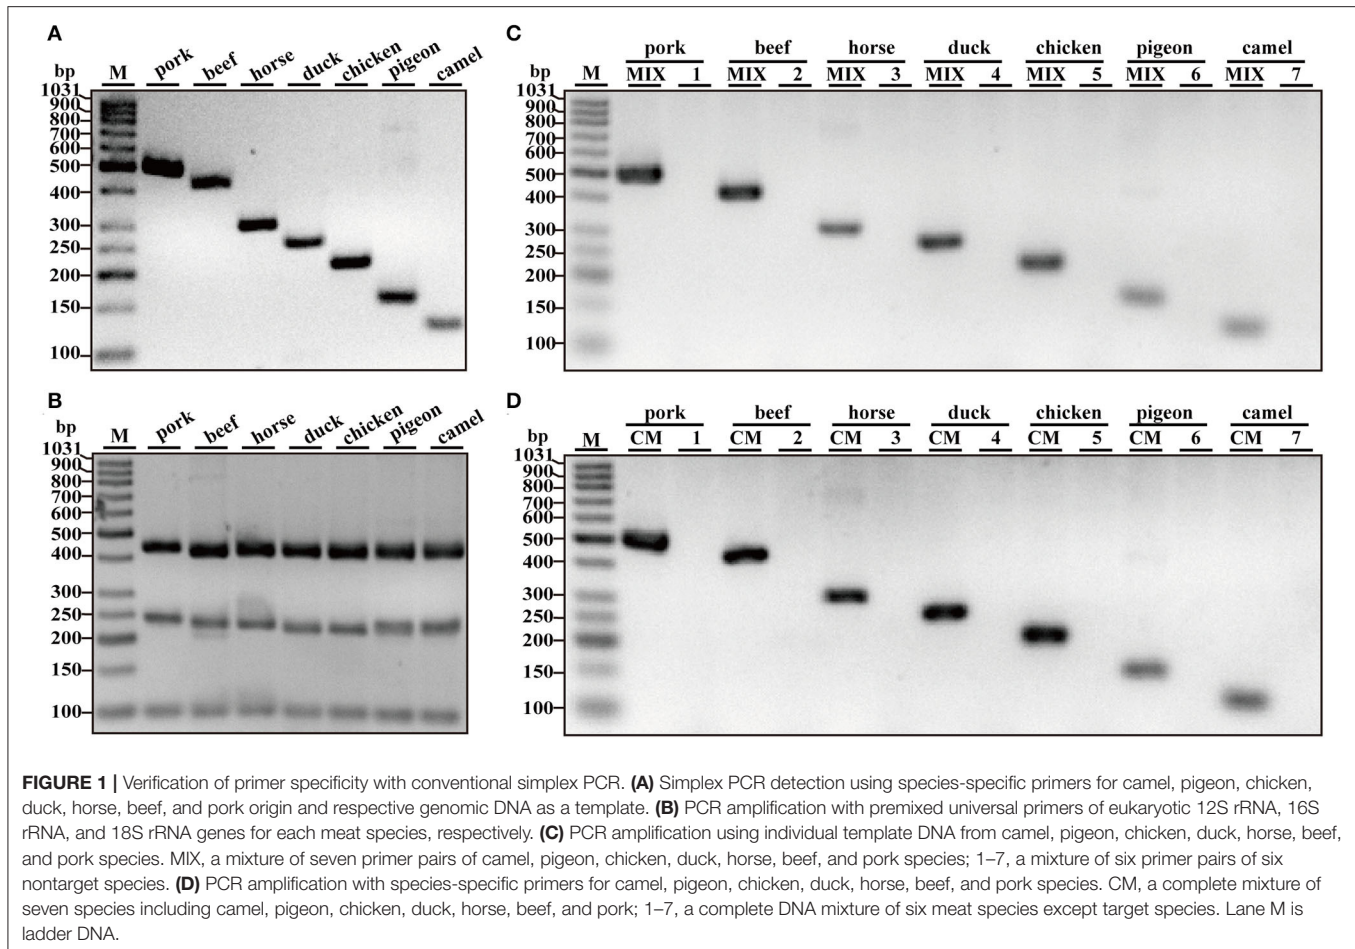 A
bp M pork beef horse duck chicken pigeon camel
1031
900
800
700
600
500
400
300
250
200
150
100
C
pork beef horse duck chicken pigeon camel
bp M MIX 1 MIX 2 MIX 3 MIX 4 MIX 5 MIX 6 MIX 7
1031
900
800
700
600
500
400
300
250
200
150
100
B
bp M pork beef horse duck chicken pigeon camel
1031
900
800
700
600
500
400
300
250
200
150
100
D
pork beef horse duck chicken pigeon camel
bp M CM 1 CM 2 CM 3 CM 4 CM 5 CM 6 CM 7
1031
900
800
700
600
500
400
300
250
200
150
100
FIGURE 1 | Verification of primer specificity with conventional simplex PCR. (A) Simplex PCR detection using species-specific primers for camel, pigeon, chicken,
duck, horse, beef, and pork origin and respective genomic DNA as a template. (B) PCR amplification with premixed universal primers of eukaryotic 12S rRNA, 16S
rRNA, and 18S rRNA genes for each meat species, respectively. (C) PCR amplification using individual template DNA from camel, pigeon, chicken, duck, horse, beef,
and pork species. MIX, a mixture of seven primer pairs of camel, pigeon, chicken, duck, horse, beef, and pork species; 1–7, a mixture of six primer pairs of six
nontarget species. (D) PCR amplification with species-specific primers for camel, pigeon, chicken, duck, horse, beef, and pork species. CM, a complete mixture of
seven species including camel, pigeon, chicken, duck, horse, beef, and pork; 1–7, a complete DNA mixture of six meat species except target species. Lane M is
ladder DNA.